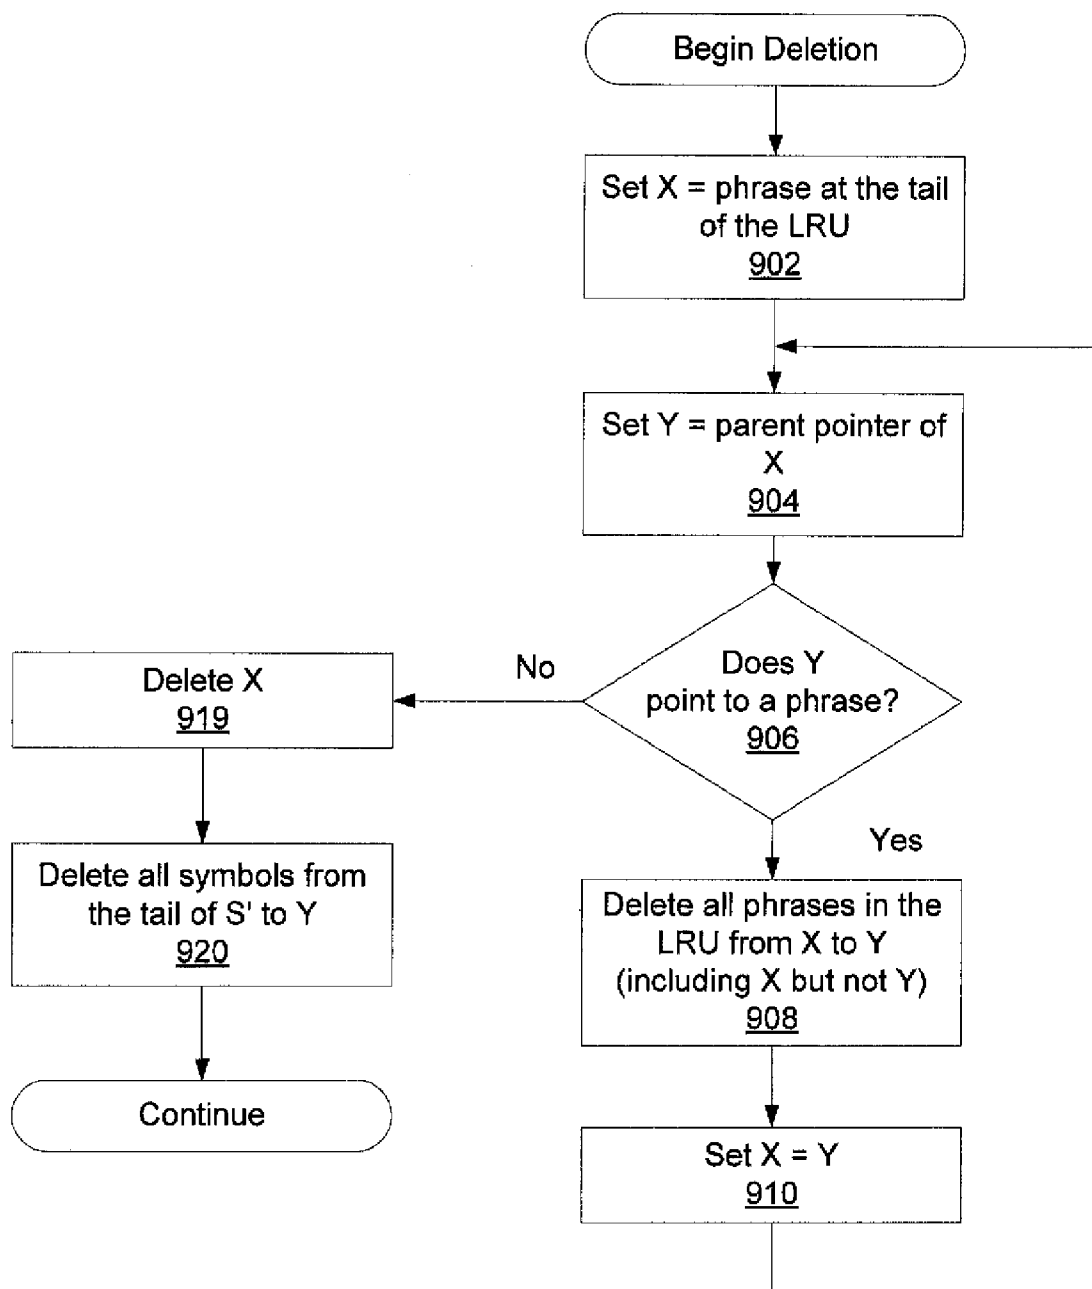 Begin Deletion
Set X = phrase at the tail
of the LRU
902
Set Y = parent pointer of
X
904
Does Y
point to a phrase?
906
No
Yes
Delete X
919
Delete all symbols from
the tail of S' to Y
920
Continue
Delete all phrases in the
LRU from X to Y
(including X but not Y)
908
Set X = Y
910